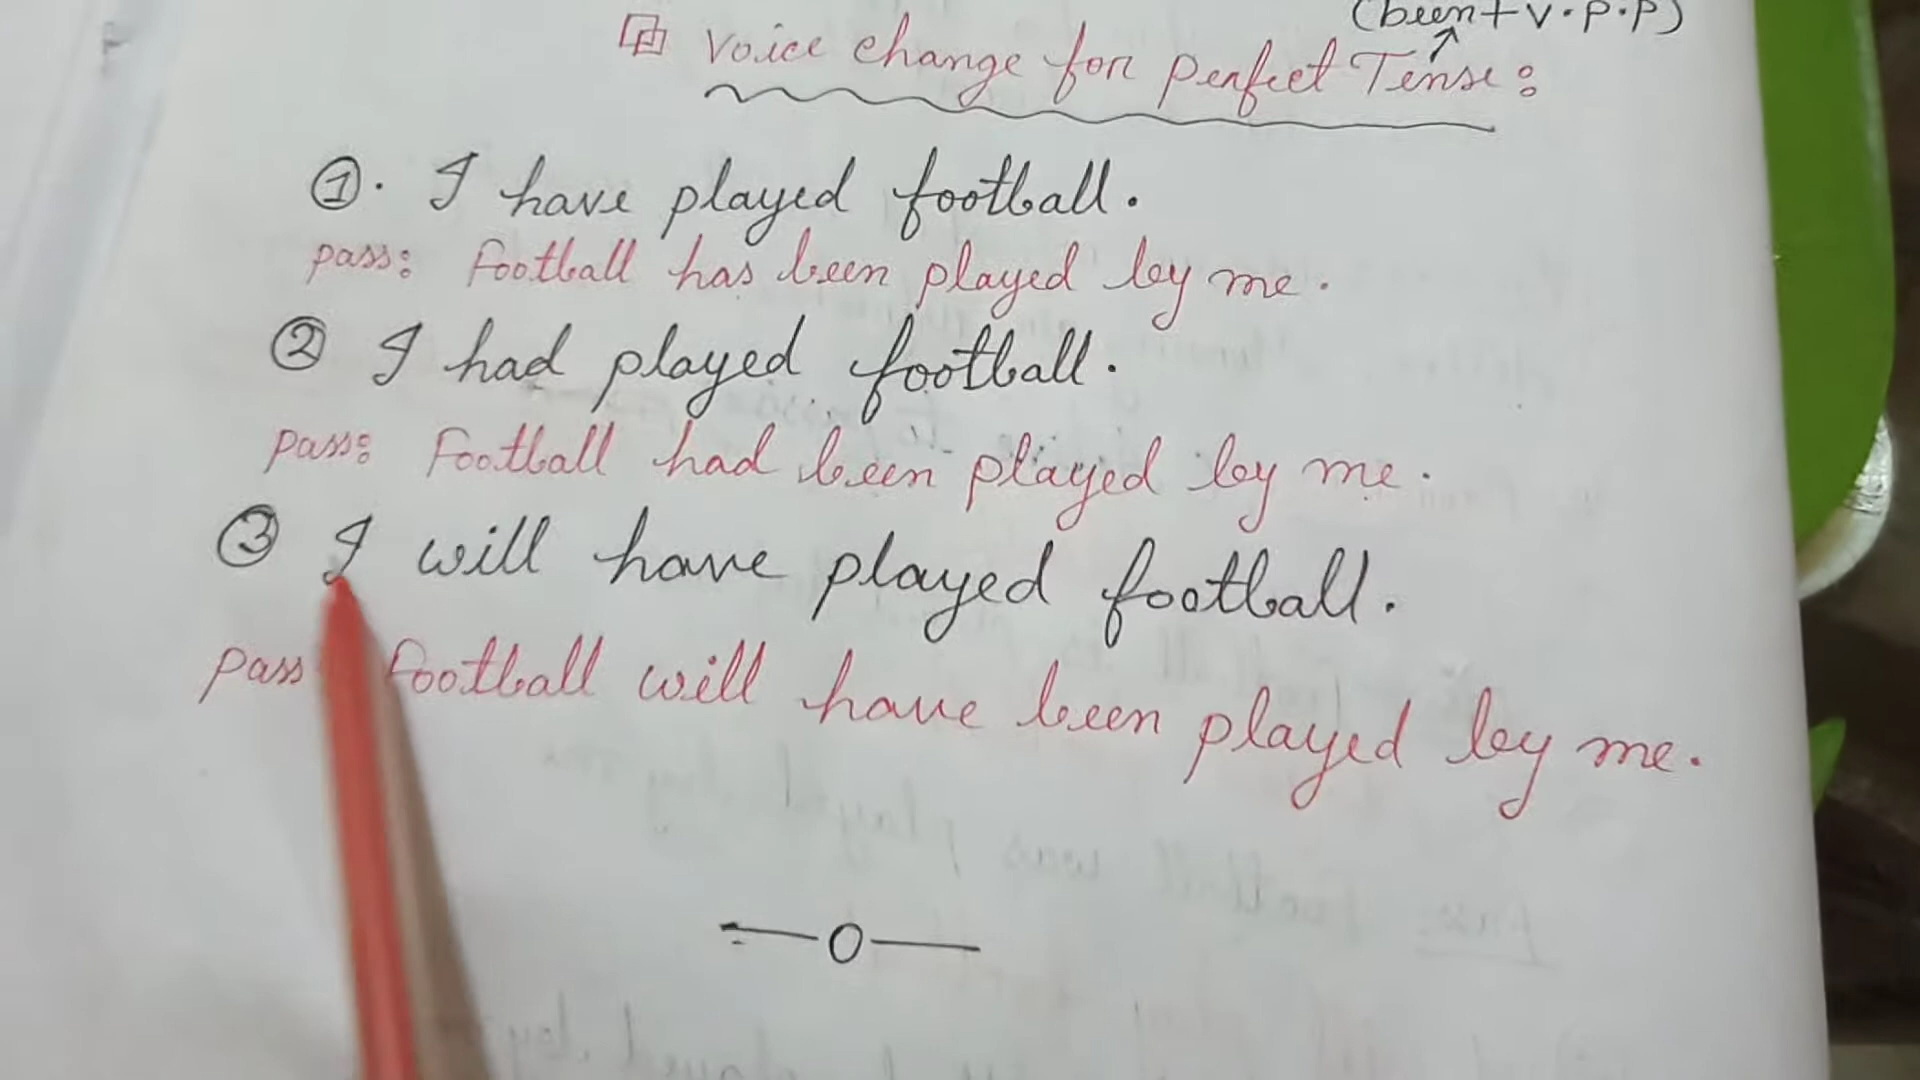 (been+v.p.p)
Voice change for perfect Tense:
①. I have played football.
pass: Football has been played by me.
② I had played football.
pass: Football had been played by me.
③ I will have played football.
pass football will have been played by me.